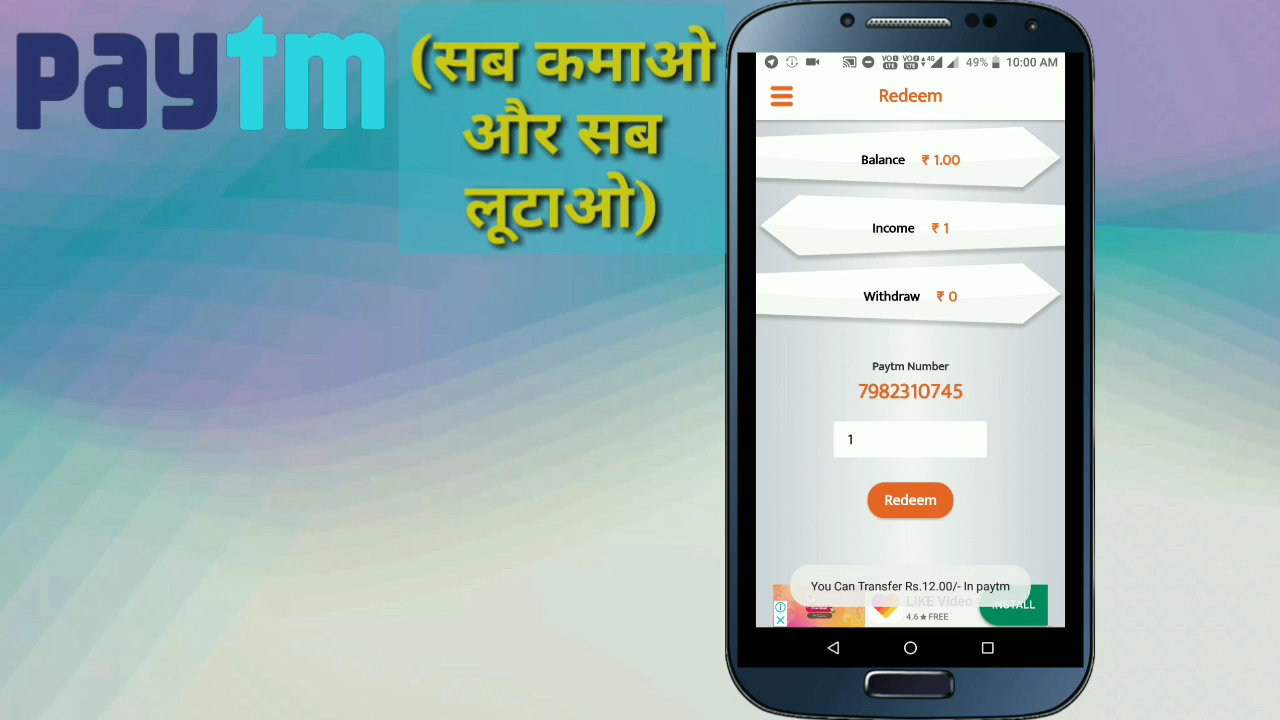 paytm
(सब कमाओ
और सब
लूटाओ)
49% 10:00 AM
Redeem
Balance ₹ 1.00
Income ₹ 1
Withdraw ₹ 0
Paytm Number
7982310745
1
Redeem
You Can Transfer Rs.12.00/- In paytm
LIKE Video
INSTALL
4.6★ FREE